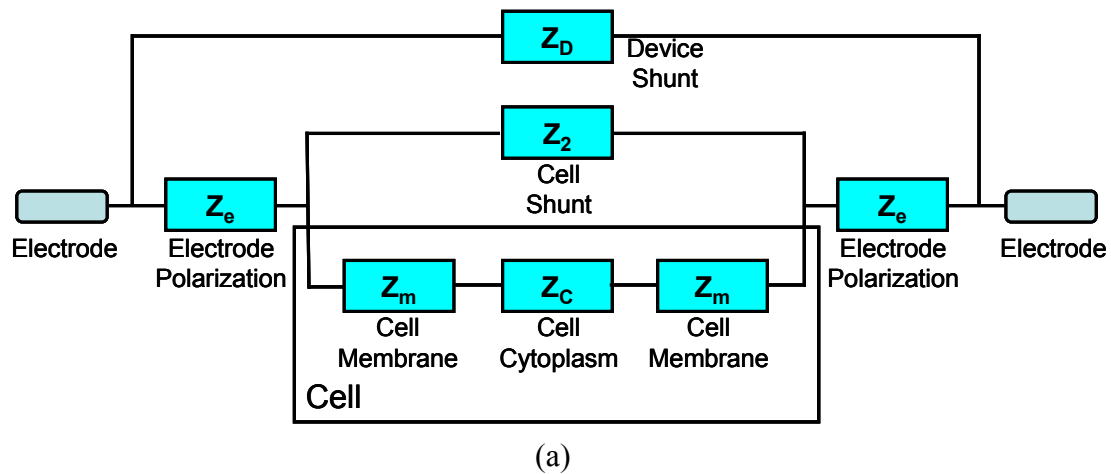 Z_D
Device
Shunt
Z_2
Cell
Shunt
Z_e
Z_e
Electrode
Electrode
Polarization
Electrode
Polarization
Electrode
Z_m
Z_C
Z_m
Cell
Membrane
Cell
Cytoplasm
Cell
Membrane
Cell
(a)